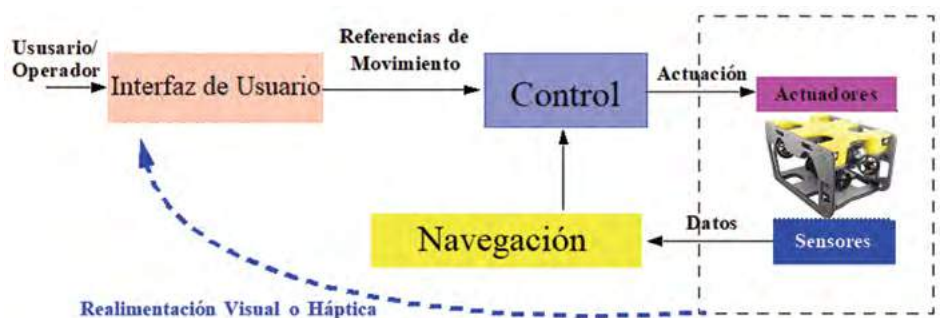 Ususario/
Operador
Interfaz de Usuario
Referencias de
Movimiento
Control
Actuación
Actuadores
Navegación
Datos
Sensores
Realimentación Visual o Háptica